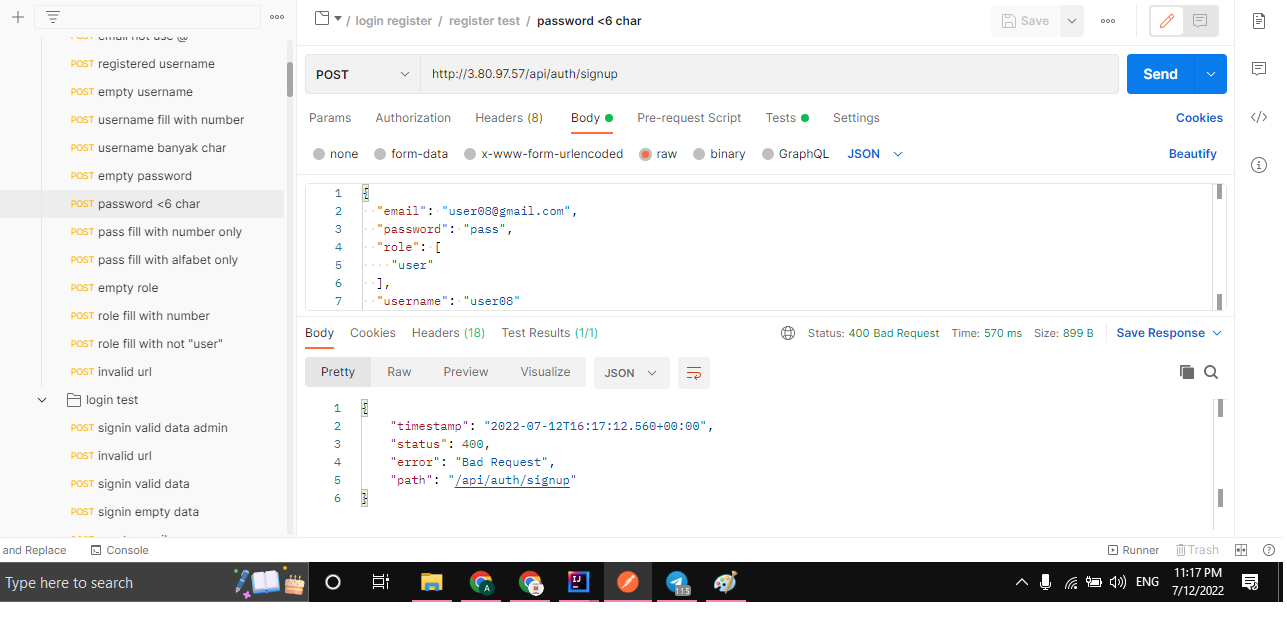 / login register / register test / password <6 char
Save
POST email not use @
POST registered username
POST empty username
POST username fill with number
POST username banyak char
POST empty password
POST password <6 char
POST pass fill with number only
POST pass fill with alfabet only
POST empty role
POST role fill with number
POST role fill with not "user"
POST invalid url
login test
POST signin valid data admin
POST invalid url
POST signin valid data
POST signin empty data
POST
http://3.80.97.57/api/auth/signup
Send
Params Authorization Headers (8) Body Pre-request Script Tests Settings
Cookies
none form-data x-www-form-urlencoded raw binary GraphQL JSON
Beautify
1 {
2 "email": "user08@gmail.com",
3 "password": "pass",
4 "role": [
5 "user"
6 ],
7 "username": "user08"
Body Cookies Headers (18) Test Results (1/1)
Status: 400 Bad Request Time: 570 ms Size: 899 B
Save Response
Pretty Raw Preview Visualize JSON
1 {
2 "timestamp": "2022-07-12T16:17:12.560+00:00",
3 "status": 400,
4 "error": "Bad Request",
5 "path": "/api/auth/signup"
6 }
and Replace Console
Runner Trash
Type here to search
A
IJ
115
ENG
11:17 PM
7/12/2022